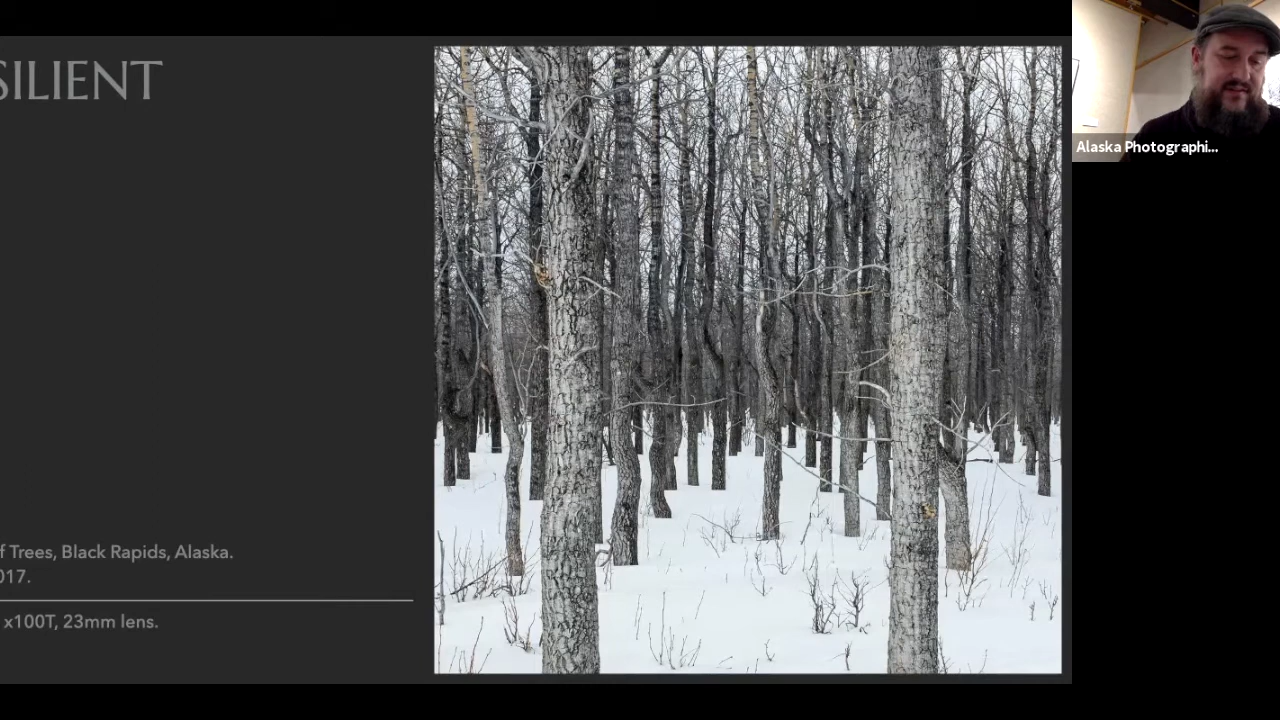 SILIENT
Alaska Photographi...
f Trees, Black Rapids, Alaska.
017.
x100T, 23mm lens.